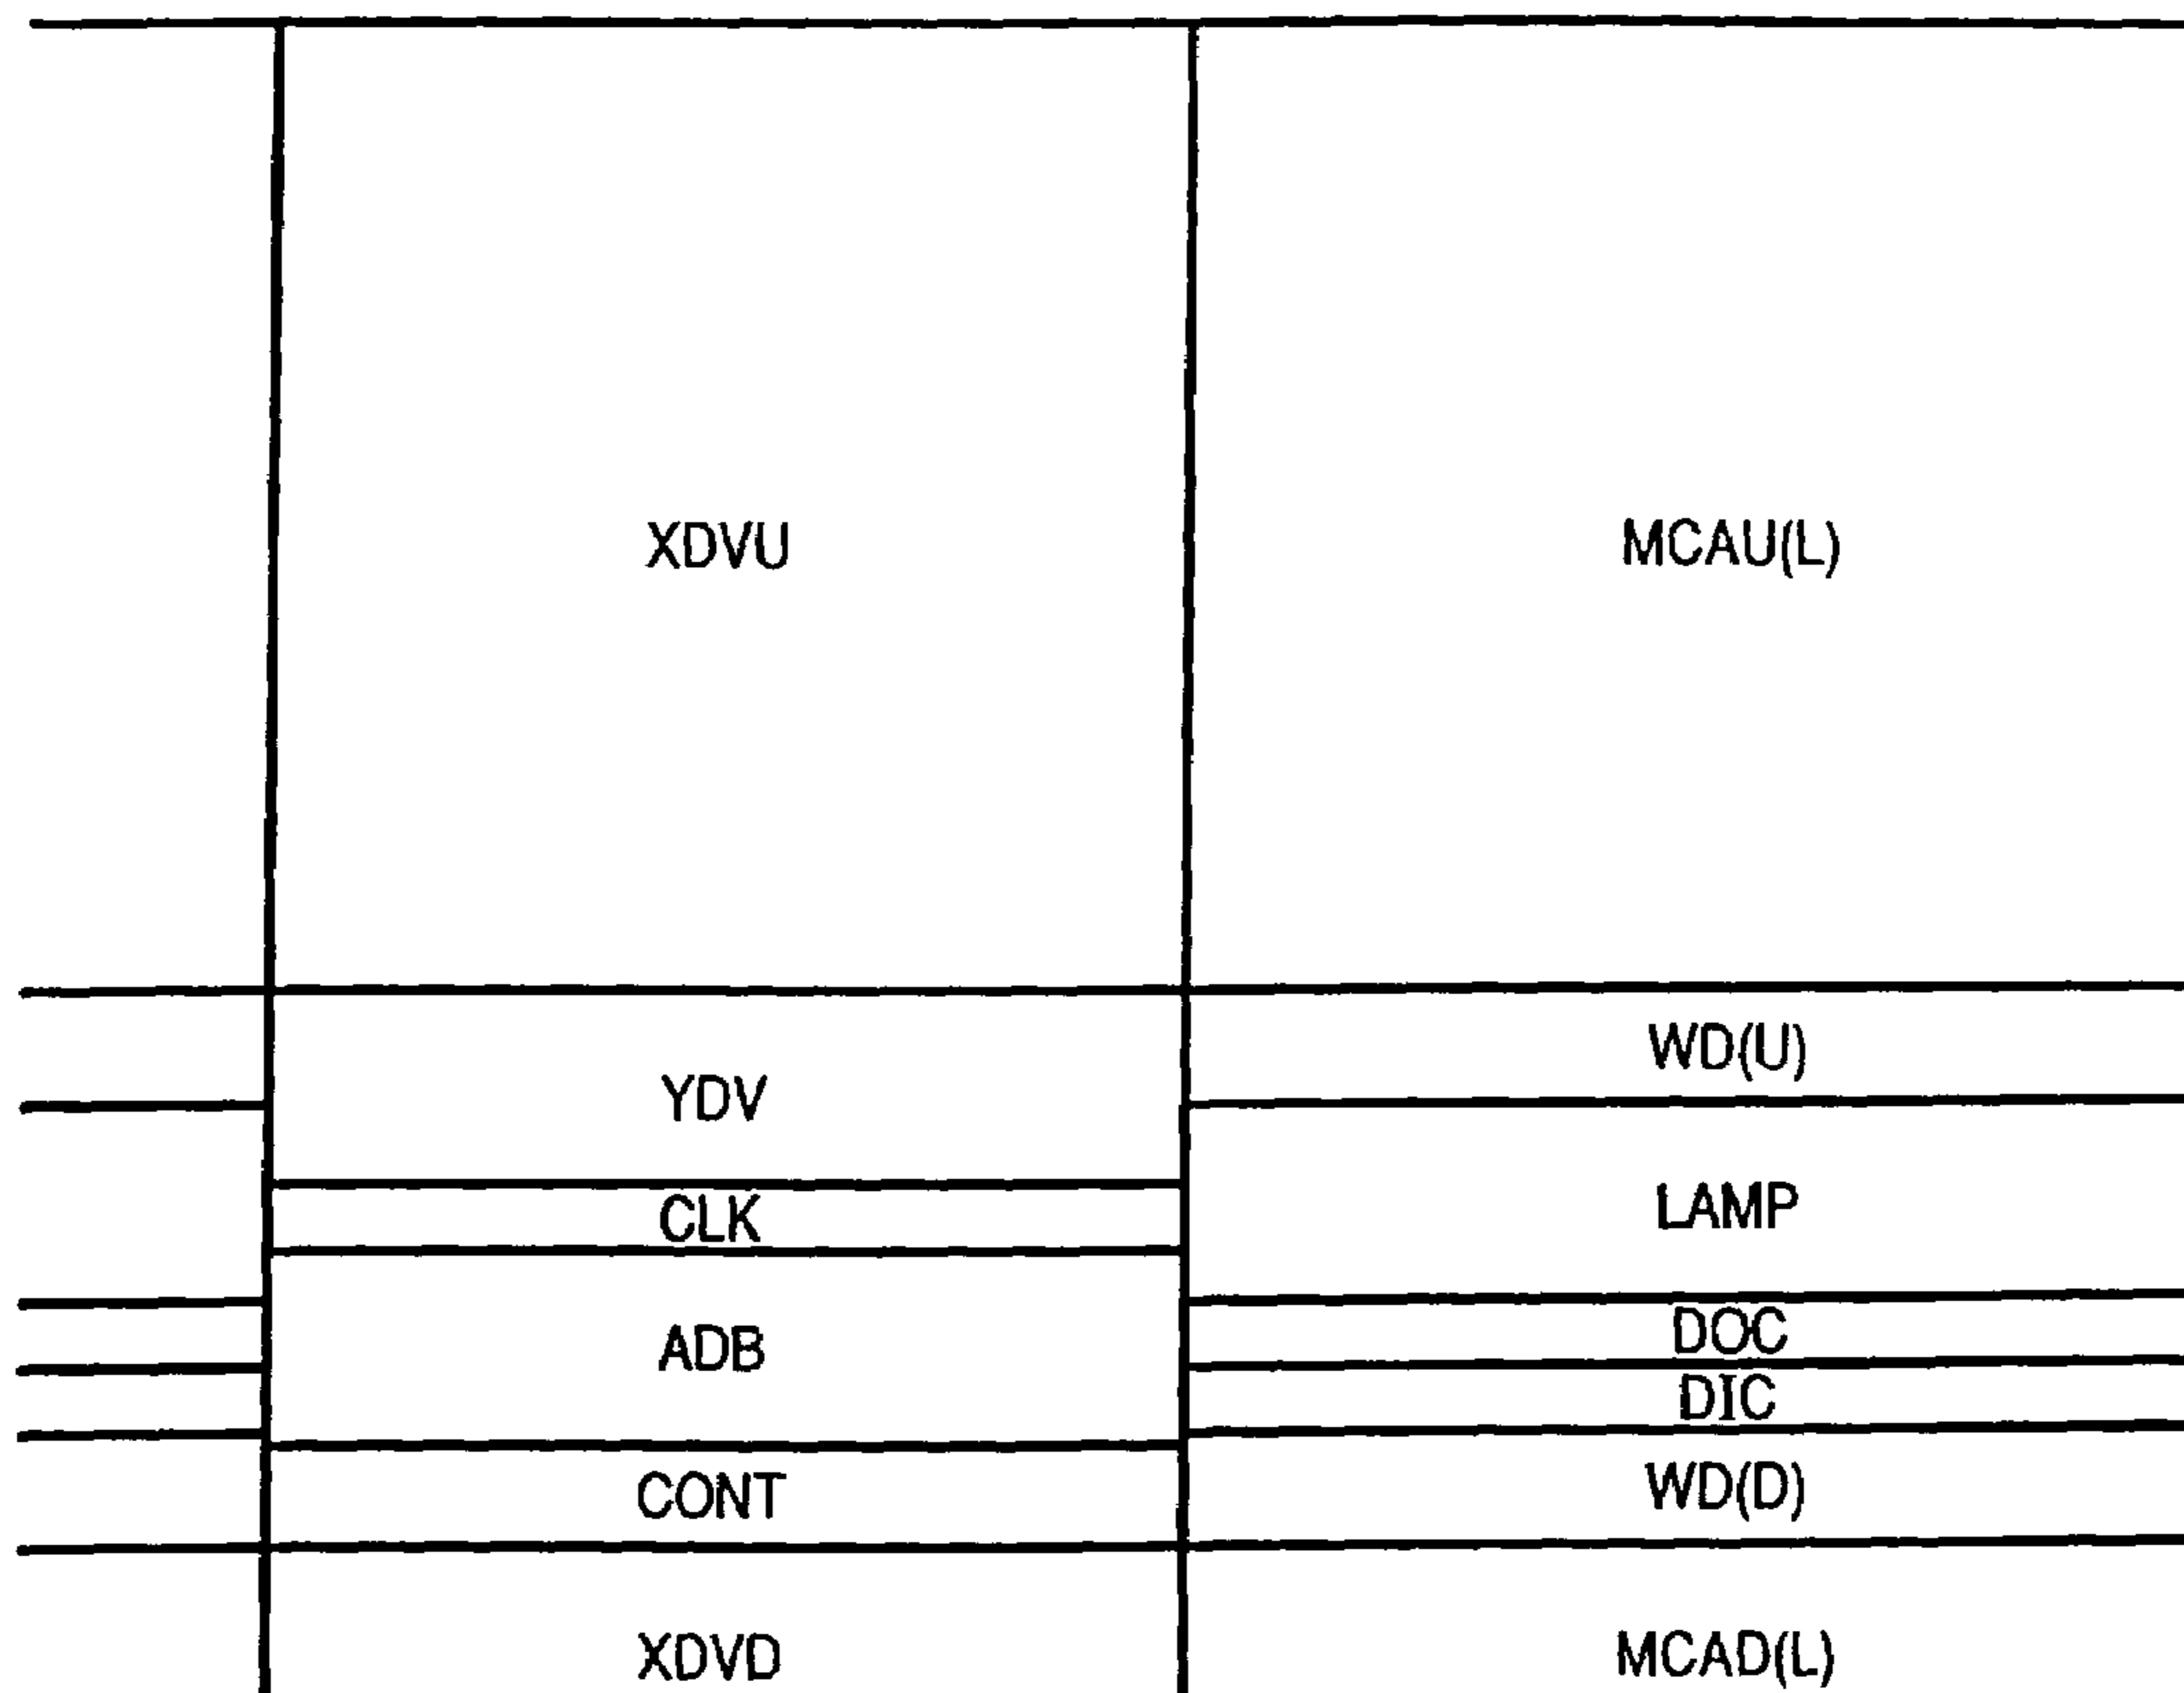 XDVU
MCAU(L)
WD(U)
YDV
LAMP
CLK
DOC
ADB
DIC
CONT
WD(D)
XDVD
MCAD(L)